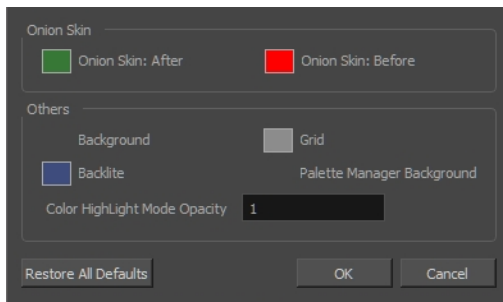 Onion Skin
Onion Skin: After Onion Skin: Before
Others
Background Grid
Backlite Palette Manager Background
Color HighLight Mode Opacity 1
Restore All Defaults OK Cancel